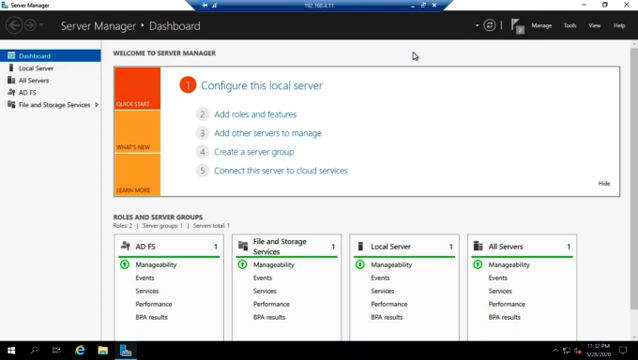 Server Manager
192.168.4.11
Server Manager • Dashboard
2
Manage Tools View Help
Dashboard
Local Server
All Servers
AD FS
File and Storage Services
WELCOME TO SERVER MANAGER
QUICK START
WHAT'S NEW
LEARN MORE
1 Configure this local server
2 Add roles and features
3 Add other servers to manage
4 Create a server group
5 Connect this server to cloud services
Hide
ROLES AND SERVER GROUPS
Roles: 2 | Server groups: 1 | Servers total: 1
AD FS 1
Manageability
Events
Services
Performance
BPA results
File and Storage
Services 1
Manageability
Events
Services
Performance
BPA results
Local Server 1
Manageability
Events
Services
Performance
BPA results
All Servers 1
Manageability
Events
Services
Performance
BPA results
11:32 PM
5/28/2020